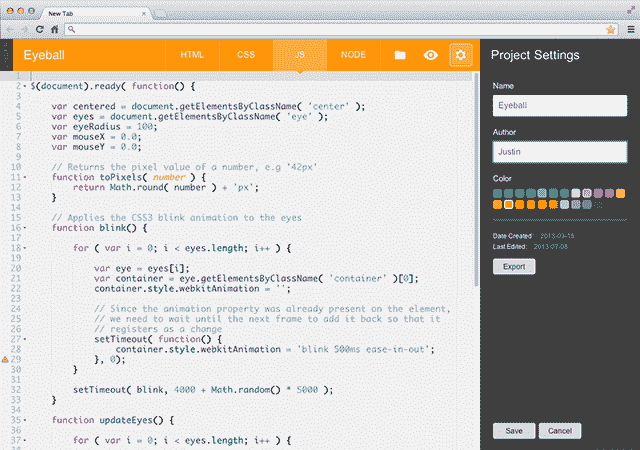 New Tab
Eyeball HTML CSS JS NODE Project Settings
1
2 $(document).ready( function() {
3
4 var centered = document.getElementsByClassName( 'center' );
5 var eyes = document.getElementsByClassName( 'eye' );
6 var eyeRadius = 100;
7 var mouseX = 0.0;
8 var mouseY = 0.0;
9
10 // Returns the pixel value of a number, e.g '42px'
11 function toPixels( number ) {
12 return Math.round( number ) + 'px';
13 }
14
15 // Applies the CSS3 blink animation to the eyes
16 function blink() {
17
18 for ( var i = 0; i < eyes.length; i++ ) {
19
20 var eye = eyes[i];
21 var container = eye.getElementsByClassName( 'container' )[0];
22 container.style.webkitAnimation = '';
23
24 // Since the animation property was already present on the element,
25 // we need to wait until the next frame to add it back so that it
26 // registers as a change
27 setTimeout( function() {
28 container.style.webkitAnimation = 'blink 500ms ease-in-out';
29 }, 0);
30 }
31
32 setTimeout( blink, 4000 + Math.random() * 5000 );
33 }
34
35 function updateEyes() {
36
37 for ( var i = 0; i < eyes.length; i++ ) {
Name
Eyeball
Author
Justin
Color
Date Created
Last Edited: 2013-07-08
Export
Save Cancel